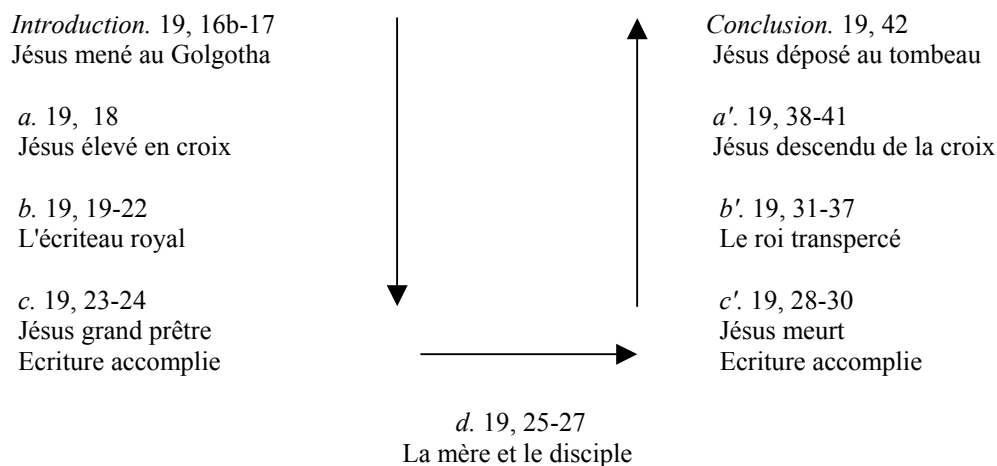 Introduction. 19, 16b-17
Jésus mené au Golgotha
a. 19, 18
Jésus élevé en croix
b. 19, 19-22
L'écriteau royal
c. 19, 23-24
Jésus grand prêtre
Ecriture accomplie
d. 19, 25-27
La mère et le disciple
Conclusion. 19, 42
Jésus déposé au tombeau
a'. 19, 38-41
Jésus descendu de la croix
b'. 19, 31-37
Le roi transpercé
c'. 19, 28-30
Jésus meurt
Ecriture accomplie